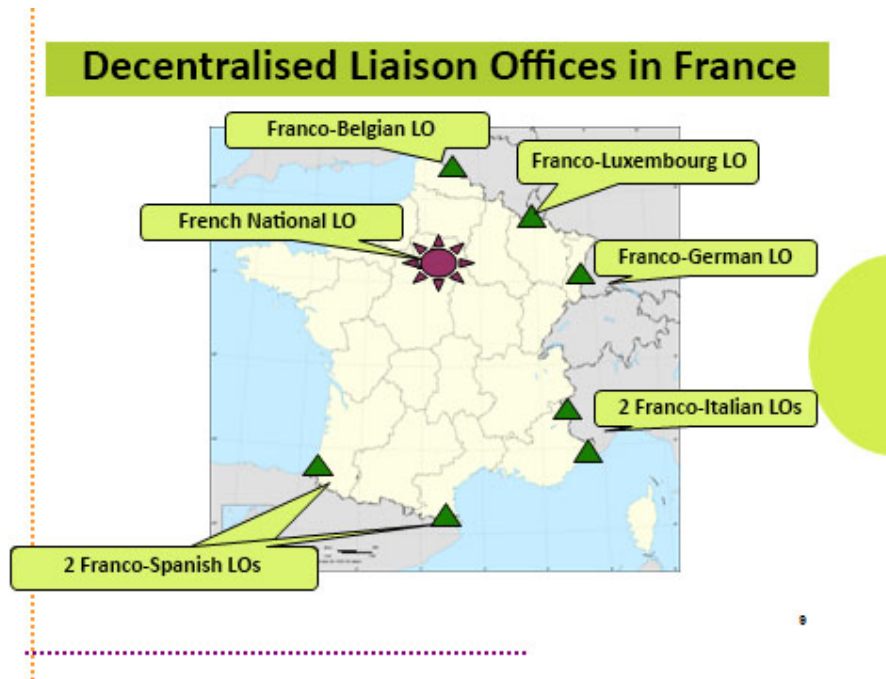 Decentralised Liaison Offices in France
Franco-Belgian LO
Franco-Luxembourg LO
French National LO
Franco-German LO
2 Franco-Italian LOs
2 Franco-Spanish LOs
9